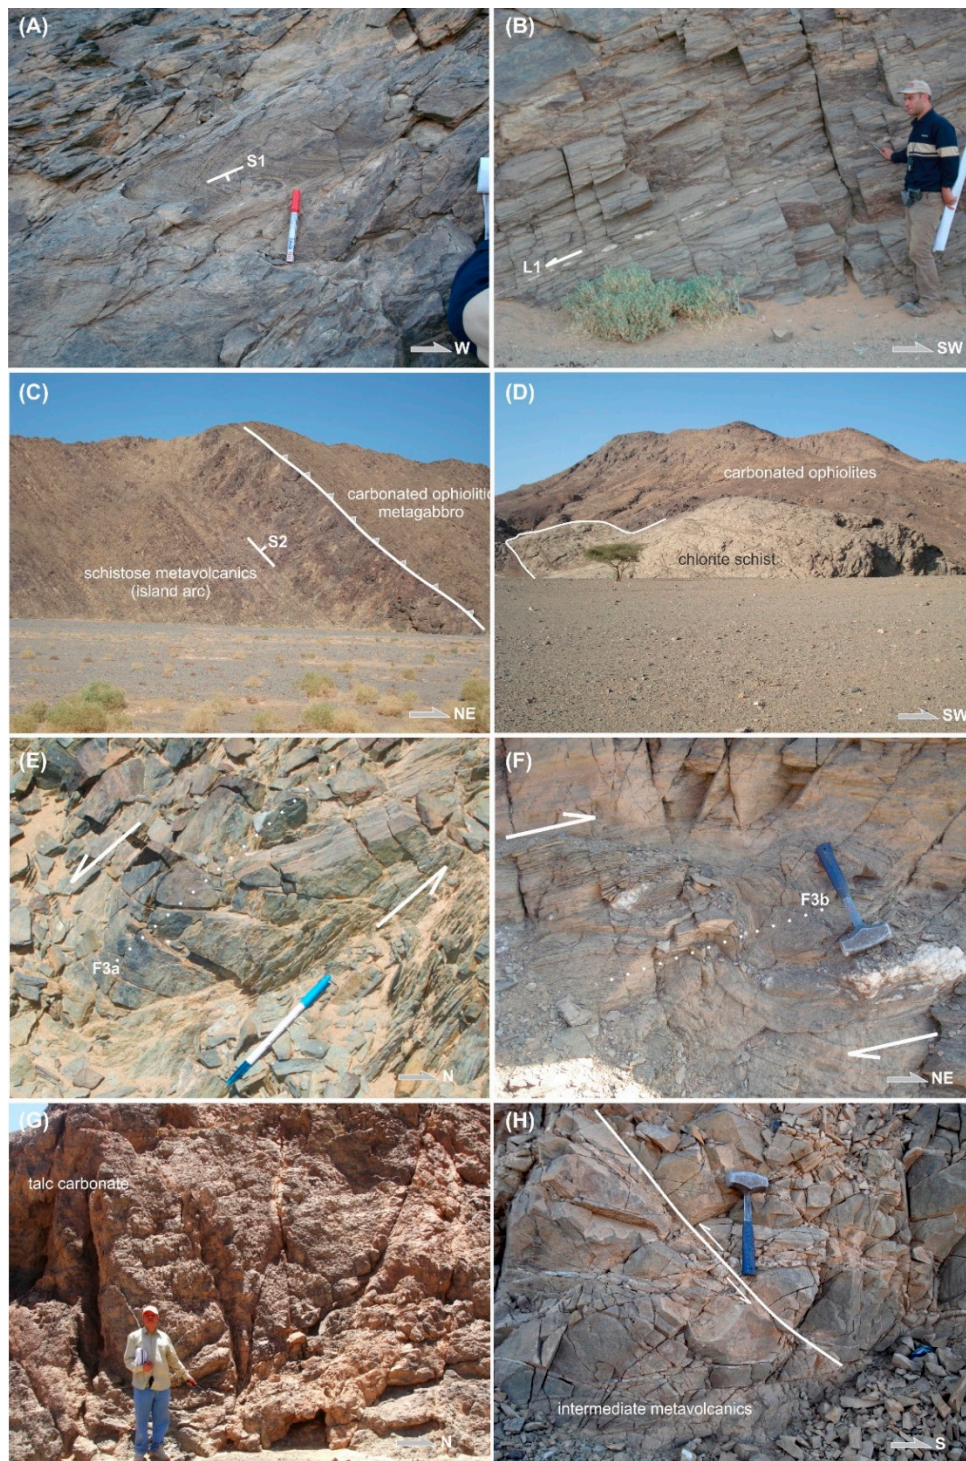 (A)
S1
W
(B)
L1
SW
(C)
carbonated ophiolitic
metagabbro
S2
schistose metavolcanics
(island arc)
NE
(D)
carbonated ophiolites
chlorite schist
SW
(E)
F3a
N
(F)
F3b
NE
(G)
talc carbonate
N
(H)
intermediate metavolcanics
S